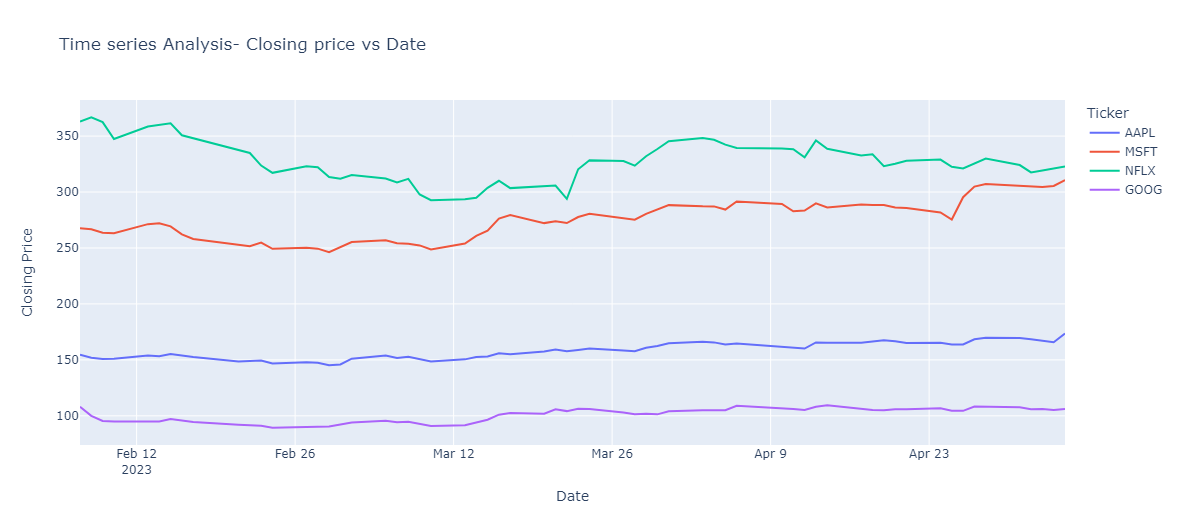 Time series Analysis- Closing price vs Date
Ticker
AAPL
MSFT
NFLX
GOOG
Closing Price
350
300
250
200
150
100
Feb 12
2023
Feb 26
Mar 12
Mar 26
Apr 9
Apr 23
Date